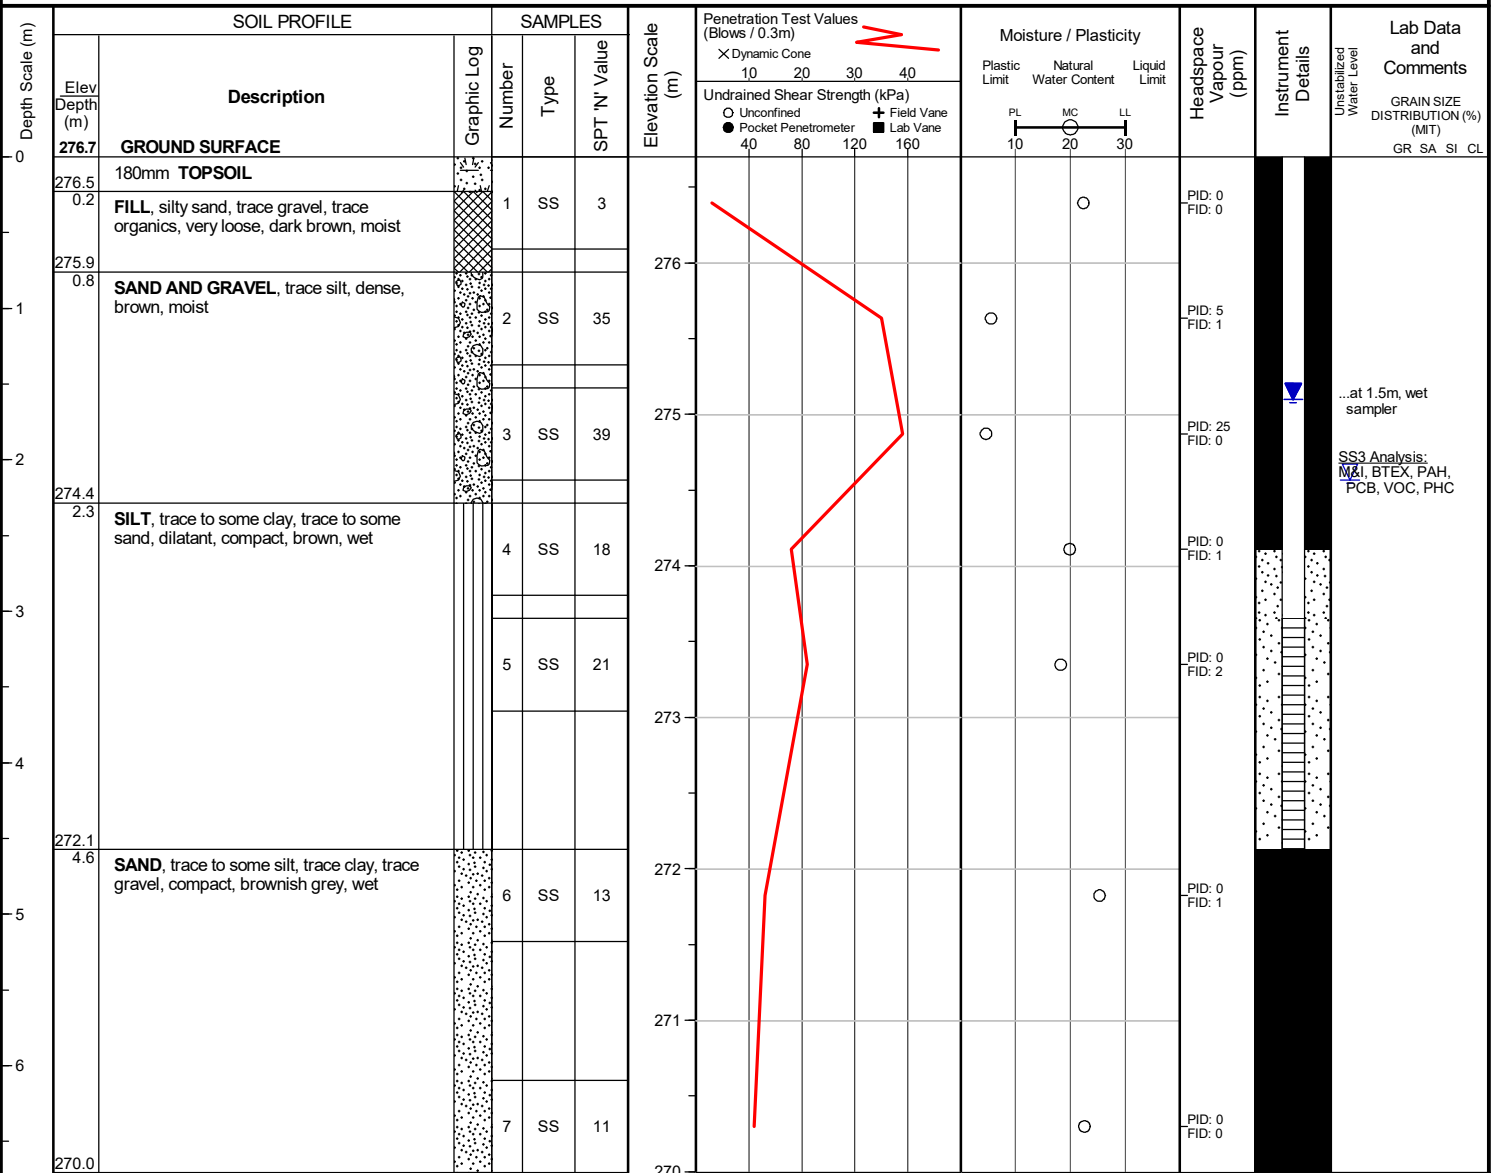 Depth Scale (m)
SOIL PROFILE
Elev
Depth
(m)
276.7
Description
GROUND SURFACE
Graphic Log
SAMPLES
Number
Type
SPT 'N' Value
Elevation Scale
(m)
Penetration Test Values
(Blows / 0.3m)
Dynamic Cone
10 20 30 40
Undrained Shear Strength (kPa)
Unconfined Field Vane
Pocket Penetrometer Lab Vane
40 80 120 160
Moisture / Plasticity
Plastic
Limit
Natural
Water Content
Liquid
Limit
PL MC LL
10 20 30
Headspace
Vapour
(ppm)
Instrument
Details
Unstabilized
Water Level
Lab Data
and
Comments
GRAIN SIZE
DISTRIBUTION (%)
(MIT)
GR SA SI CL
0
1
2
3
4
5
6
180mm TOPSOIL
276.5
0.2
FILL, silty sand, trace gravel, trace
organics, very loose, dark brown, moist
275.9
0.8
SAND AND GRAVEL, trace silt, dense,
brown, moist
274.4
2.3
SILT, trace to some clay, trace to some
sand, dilatant, compact, brown, wet
272.1
4.6
SAND, trace to some silt, trace clay, trace
gravel, compact, brownish grey, wet
270.0
1 SS 3
2 SS 35
3 SS 39
4 SS 18
5 SS 21
6 SS 13
7 SS 11
276
275
274
273
272
271
270
PID: 0
FID: 0
PID: 5
FID: 1
PID: 25
FID: 0
PID: 0
FID: 1
PID: 0
FID: 2
PID: 0
FID: 1
PID: 0
FID: 0
...at 1.5m, wet
sampler
SS3 Analysis:
M&I, BTEX, PAH,
PCB, VOC, PHC